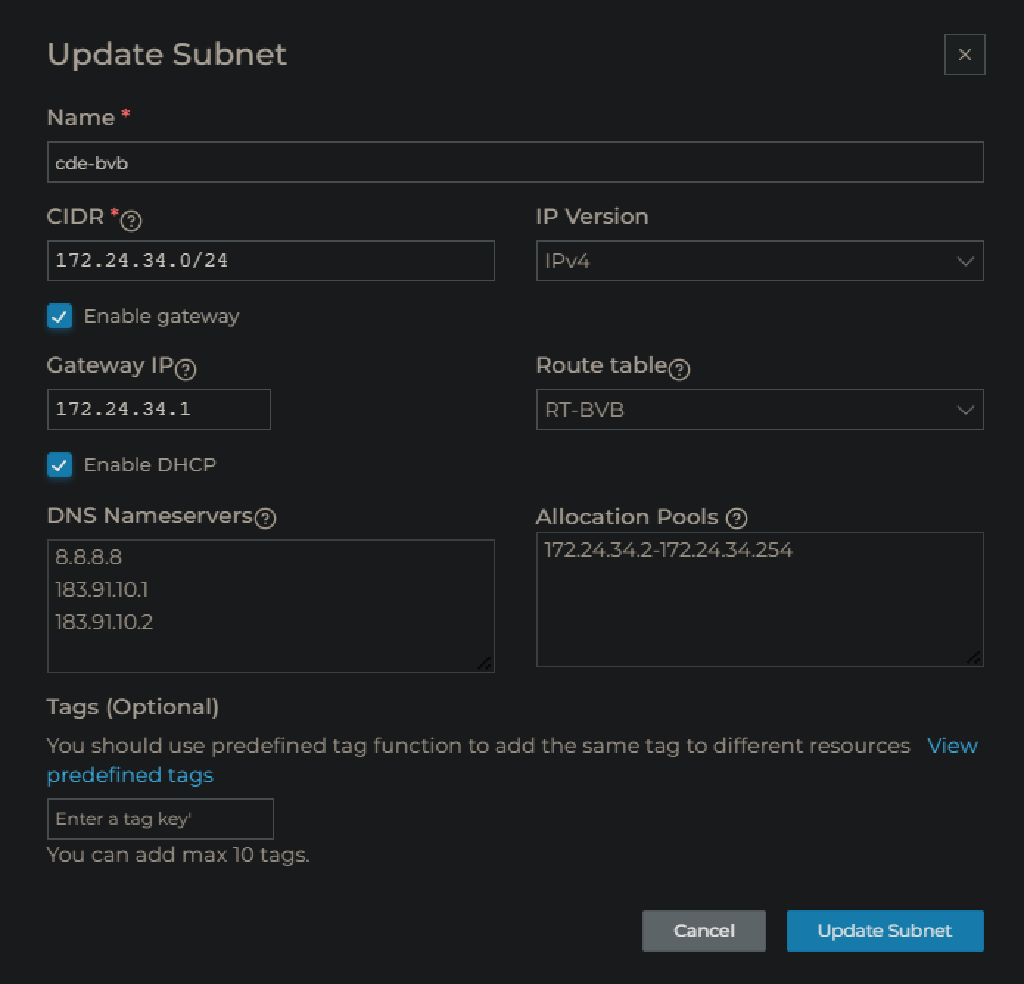 Update Subnet
Name *
cde-bvb
CIDR *
IP Version
172.24.34.0/24
IPv4
Enable gateway
Gateway IP
Route table
172.24.34.1
RT-BVB
Enable DHCP
DNS Nameservers
Allocation Pools
8.8.8.8
183.91.10.1
183.91.10.2
172.24.34.2-172.24.34.254
Tags (Optional)
You should use predefined tag function to add the same tag to different resources View
predefined tags
Enter a tag key'
You can add max 10 tags.
Cancel
Update Subnet